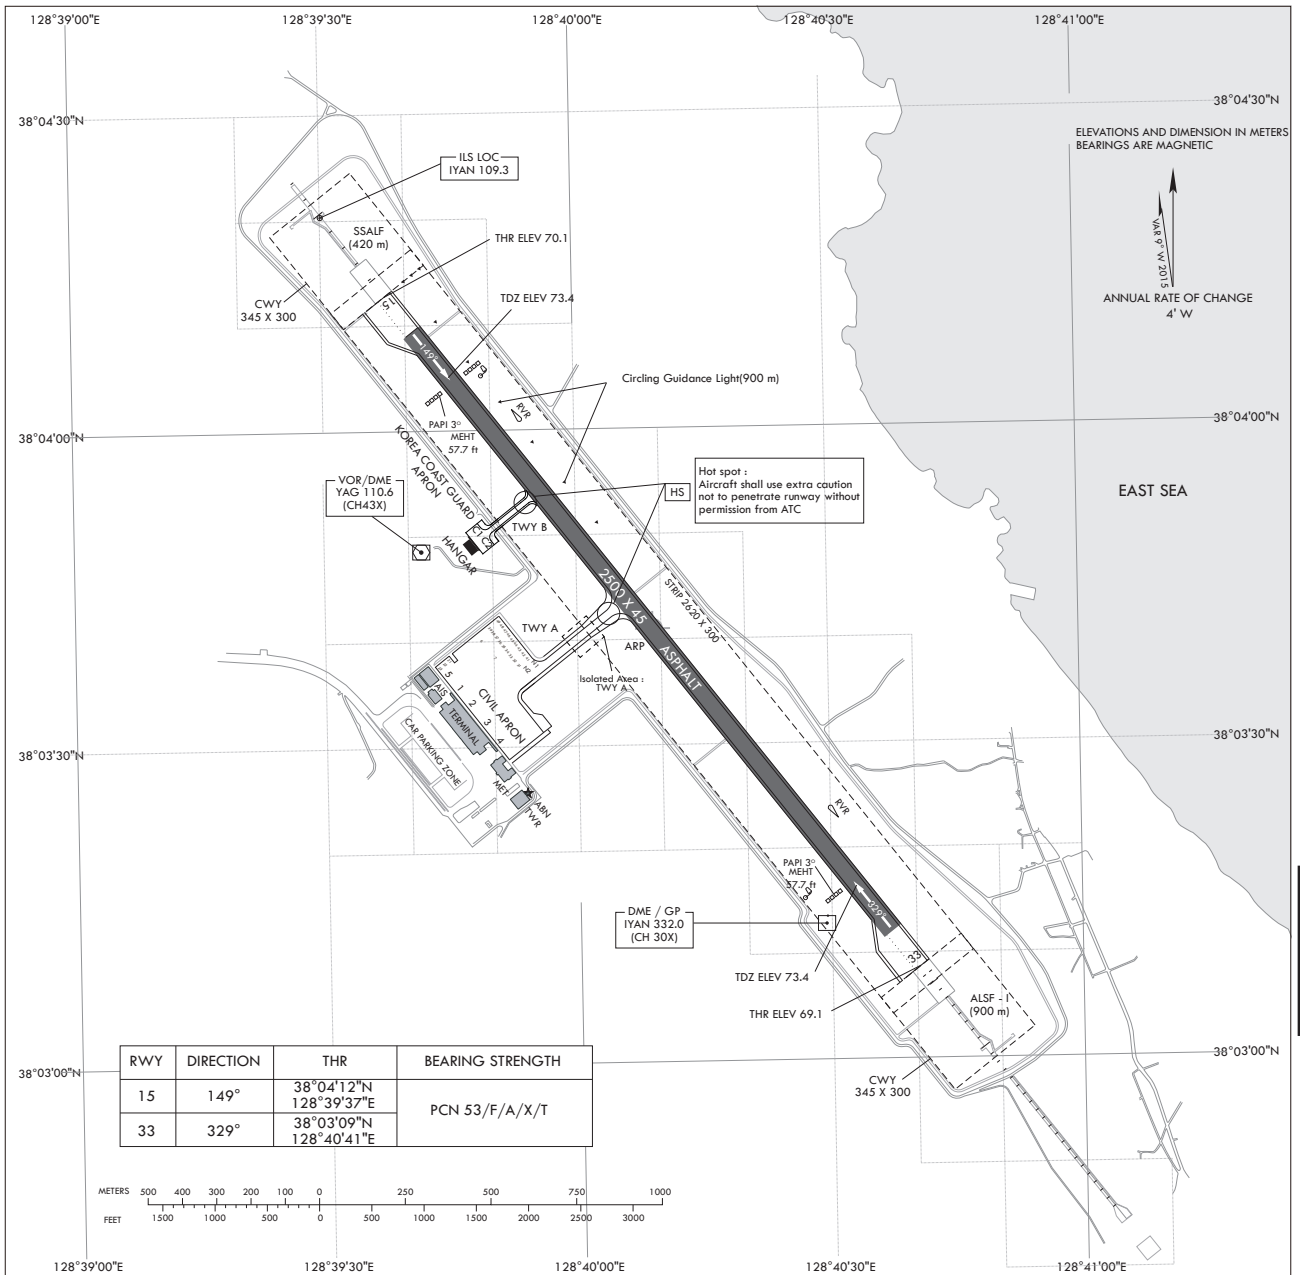 128°39'00"E
128°39'30"E
128°40'00"E
128°40'30"E
128°41'00"E
38°04'30"N
38°04'30"N
ELEVATIONS AND DIMENSION IN METERS
BEARINGS ARE MAGNETIC
VAR 9° W 2015
ANNUAL RATE OF CHANGE
4' W
ILS LOC
IYAN 109.3
SSALF
(420 m)
THR ELEV 70.1
TDZ ELEV 73.4
CWY
345 X 300
15
149°
Circling Guidance Light(900 m)
RVR
PAPI 3°
MEHT
57.7 ft
38°04'00"N
38°04'00"N
KOREA COAST GUARD
APRON
VOR/DME
YAG 110.6
(CH43X)
HS
Hot spot :
Aircraft shall use extra caution
not to penetrate runway without
permission from ATC
EAST SEA
C1 C2
TWY B
HANGAR
2500 X 45
ASPHALT
STRIP 2620 X 300
TWY A
ARP
H1
H2
Isolated Area :
TWY A
5
1
2
3
4
AIS
CIVIL APRON
TERMINAL
CAR PARKING ZONE
MET
ABN
TWR
38°03'30"N
38°03'30"N
RVR
PAPI 3°
MEHT
57.7 ft
329°
DME / GP
IYAN 332.0
(CH 30X)
33
TDZ ELEV 73.4
THR ELEV 69.1
ALSF - I
(900 m)
CWY
345 X 300
38°03'00"N
38°03'00"N
RWY DIRECTION THR BEARING STRENGTH
15 149° 38°04'12"N
128°39'37"E
PCN 53/F/A/X/T
33 329° 38°03'09"N
128°40'41"E
METERS 500 400 300 200 100 0 250 500 750 1000
FEET 1500 1000 500 0 500 1000 1500 2000 2500 3000
128°39'00"E
128°39'30"E
128°40'00"E
128°40'30"E
128°41'00"E